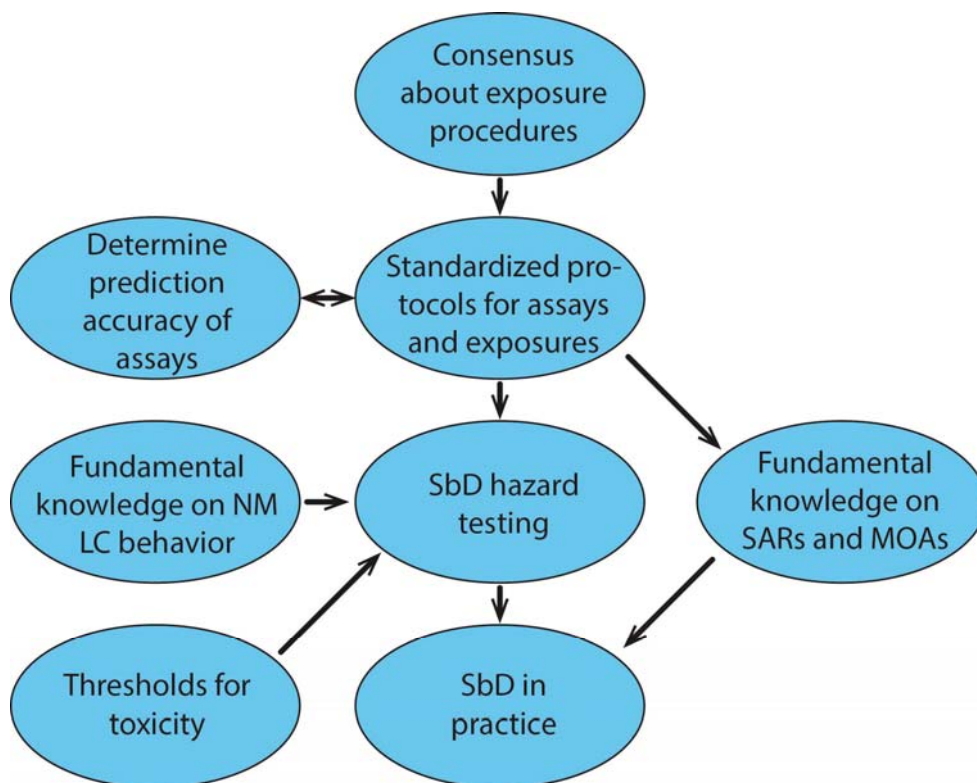 Consensus
about exposure
procedures
Determine
prediction
accuracy of
assays
Standardized pro-
tocols for assays
and exposures
Fundamental
knowledge on NM
LC behavior
SbD hazard
testing
Fundamental
knowledge on
SARs and MOAs
Thresholds for
toxicity
SbD in
practice